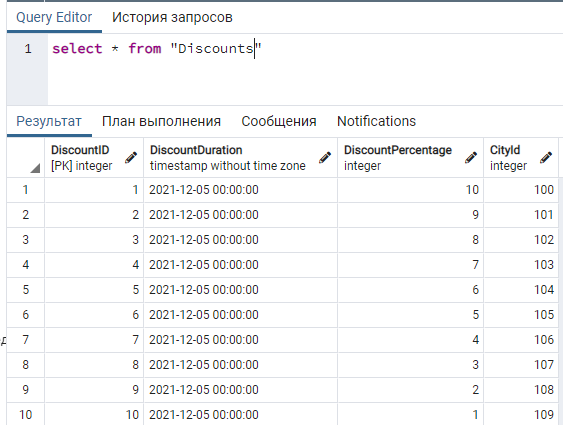 Query Editor История запросов
1 select * from "Discounts"
Результат План выполнения Сообщения Notifications
DiscountID DiscountDuration DiscountPercentage CityId
[PK] integer timestamp without time zone integer integer
1 1 2021-12-05 00:00:00 10 100
2 2 2021-12-05 00:00:00 9 101
3 3 2021-12-05 00:00:00 8 102
4 4 2021-12-05 00:00:00 7 103
5 5 2021-12-05 00:00:00 6 104
6 6 2021-12-05 00:00:00 5 105
7 7 2021-12-05 00:00:00 4 106
8 8 2021-12-05 00:00:00 3 107
9 9 2021-12-05 00:00:00 2 108
10 10 2021-12-05 00:00:00 1 109